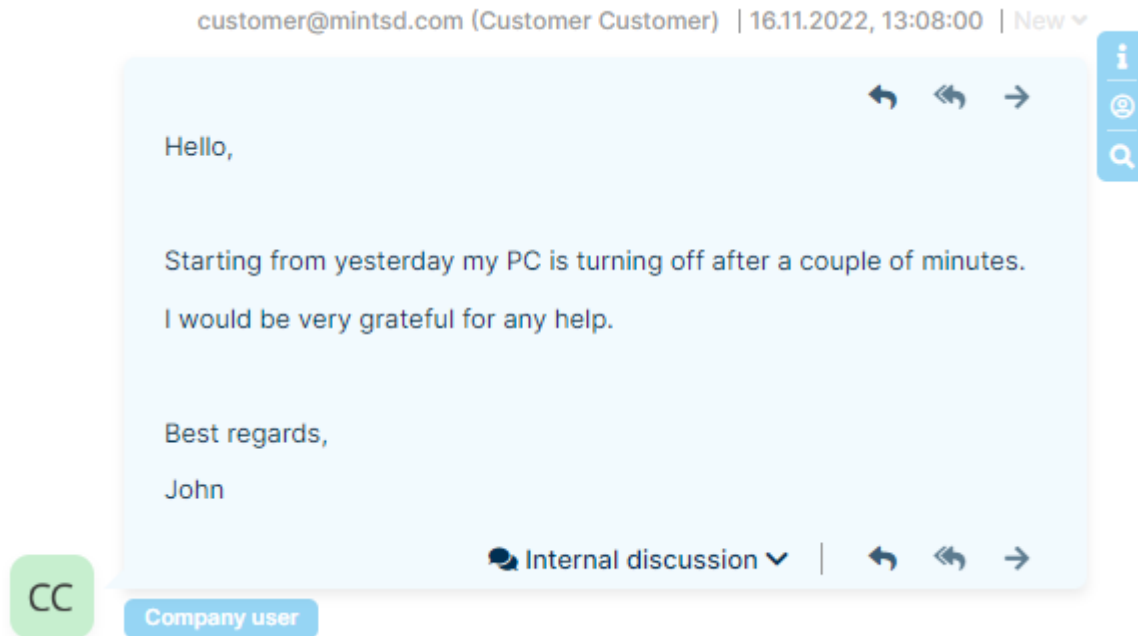 customer@mintsd.com (Customer Customer) | 16.11.2022, 13:08:00 | New
Hello,
Starting from yesterday my PC is turning off after a couple of minutes.
I would be very grateful for any help.
Best regards,
John
Internal discussion
CC
Company user